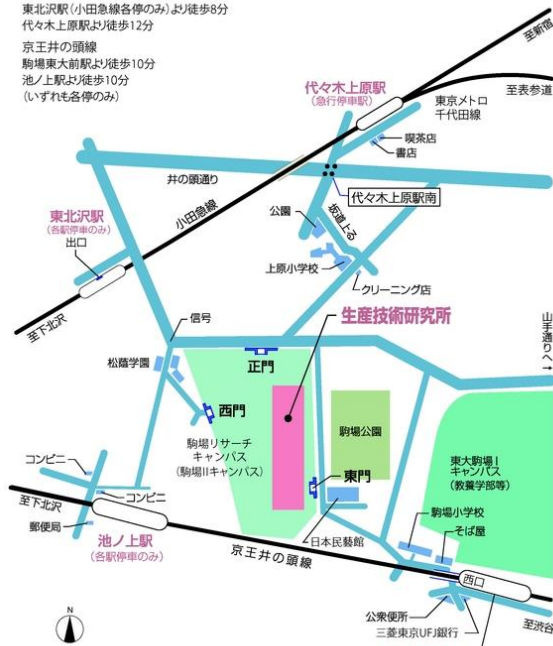 東北沢駅(小田急線各停のみ)より徒歩8分
代々木上原駅より徒歩12分
京王井の頭線
駒場東大前駅より徒歩10分
池ノ上駅より徒歩10分
(いずれも各停のみ)
至新宿
代々木上原駅
(急行停車駅)
至表参道
東京メトロ
千代田線
喫茶店
書店
井の頭通り
代々木上原駅南
小田急線
公園
坂道上る
東北沢駅
(各駅停車のみ)
出口
上原小学校
クリーニング店
至下北沢
信号
生産技術研究所
山手通りへ→
松蔭学園
正門
西門
駒場リサーチ
キャンパス
(駒場IIキャンパス)
駒場公園
東大駒場I
キャンパス
(教養学部等)
コンビニ
東門
コンビニ
至下北沢
郵便局
駒場小学校
そば屋
池ノ上駅
(各駅停車のみ)
京王井の頭線
日本民藝館
西口
公衆便所
三菱東京UFJ銀行
至渋谷
N